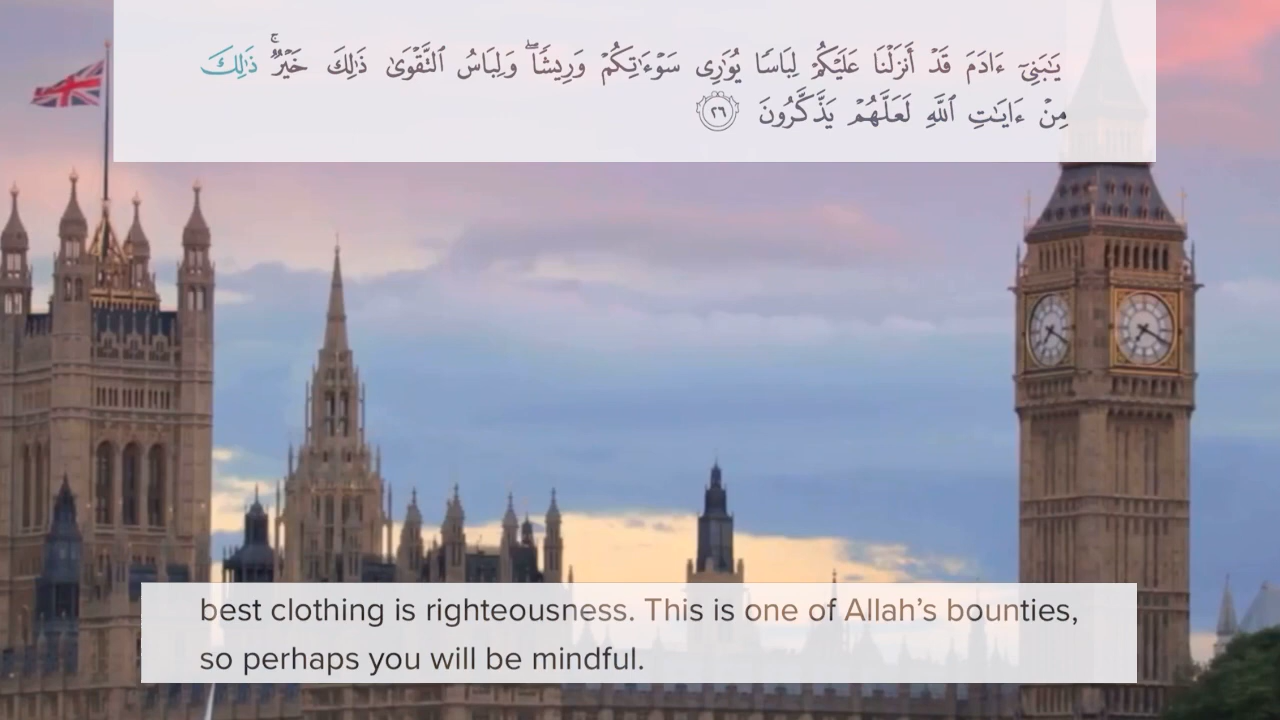 يَٰبَنِىٓ ءَادَمَ قَدْ أَنزَلْنَا عَلَيْكُمْ لِبَاسًا يُوَٰرِى سَوْءَٰتِكُمْ وَرِيشًا ۖ وَلِبَاسُ ٱلتَّقْوَىٰ ذَٰلِكَ خَيْرٌ ۚ ذَٰلِكَ
مِنْ ءَايَـٰتِ ٱللَّهِ لَعَلَّهُمْ يَذَّكَّرُونَ ٢٦
best clothing is righteousness. This is one of Allah’s bounties,
so perhaps you will be mindful.